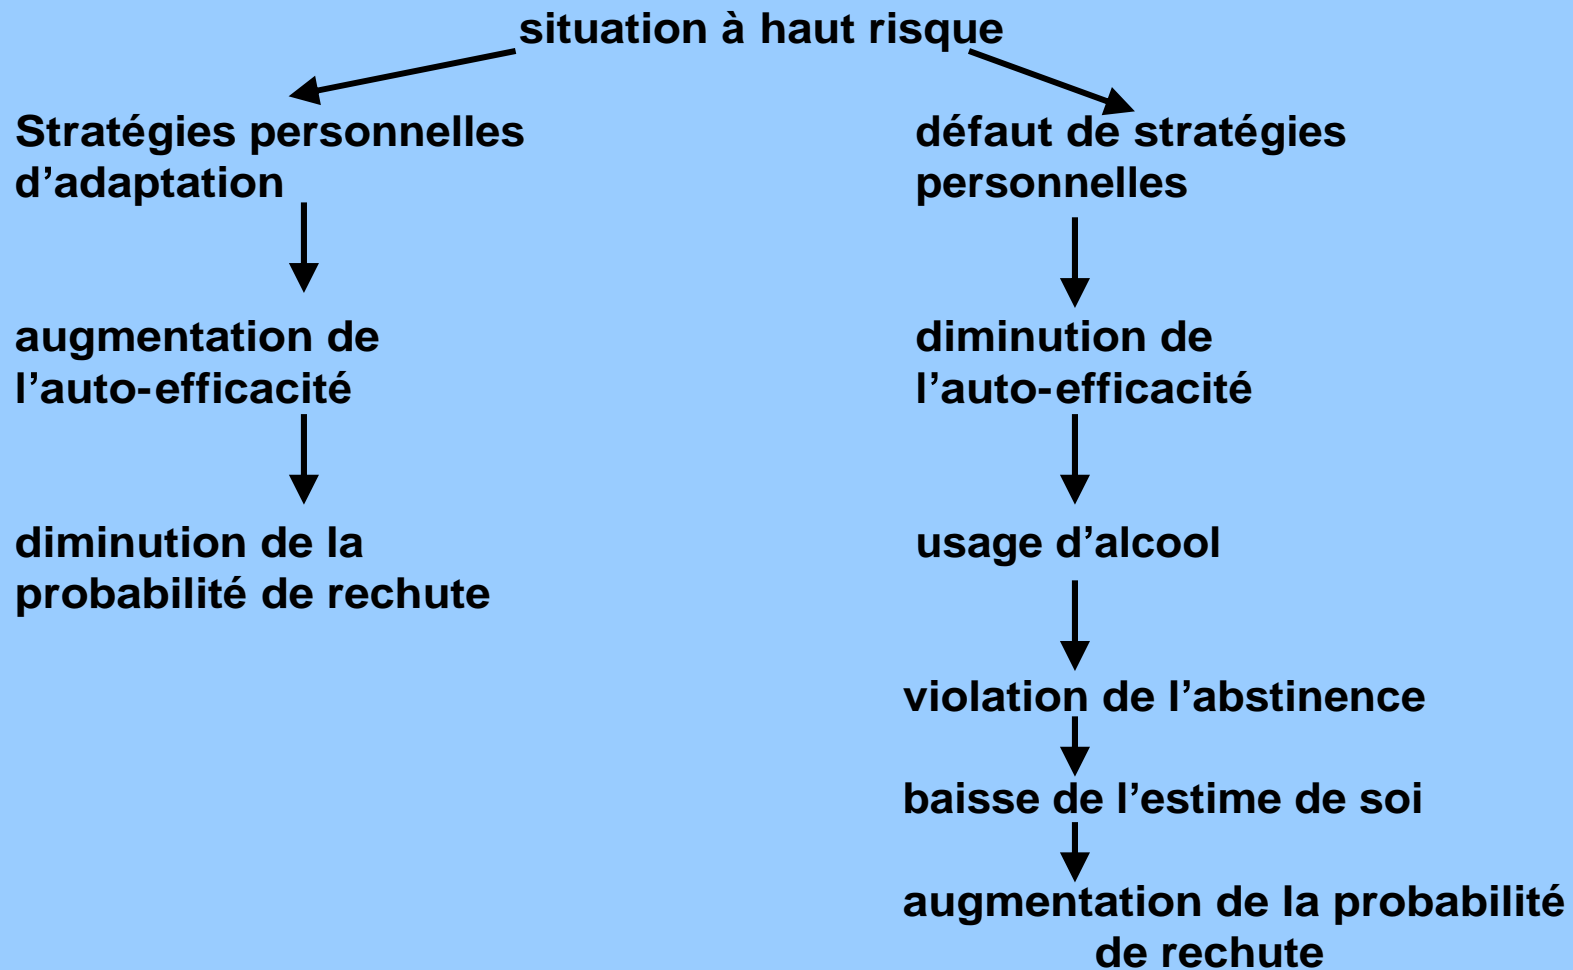 situation à haut risque
Stratégies personnelles
d’adaptation
défaut de stratégies
personnelles
augmentation de
l’auto-efficacité
diminution de
l’auto-efficacité
diminution de la
probabilité de rechute
usage d’alcool
violation de l’abstinence
baisse de l’estime de soi
augmentation de la probabilité
de rechute